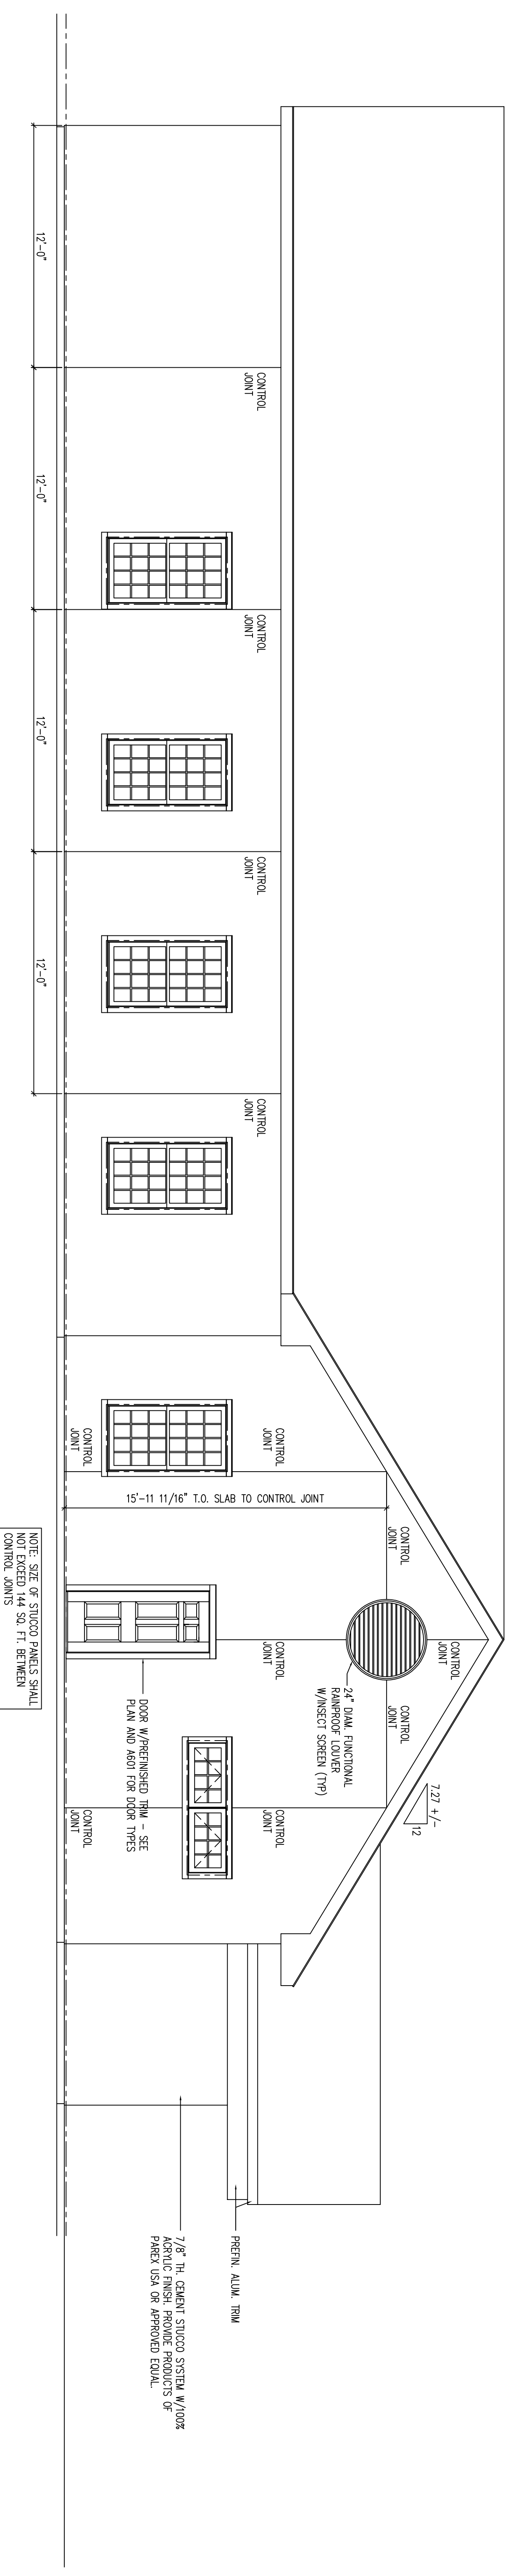 7.27 +/-
12
CONTROL
JOINT
CONTROL
JOINT
CONTROL
JOINT
24" DIAM. FUNCTIONAL
RAINPROOF LOUVER
W/INSECT SCREEN (TYP)
CONTROL
JOINT
CONTROL
JOINT
CONTROL
JOINT
CONTROL
JOINT
CONTROL
JOINT
CONTROL
JOINT
CONTROL
JOINT
15'-11 11/16" T.O. SLAB TO CONTROL JOINT
PREFIN. ALUM. TRIM
7/8" TH. CEMENT STUCCO SYSTEM W/100%
ACRYLIC FINISH. PROVIDE PRODUCTS OF
PAREX USA OR APPROVED EQUAL.
DOOR W/PREFINISHED TRIM - SEE
PLAN AND A601 FOR DOOR TYPES
CONTROL
JOINT
CONTROL
JOINT
12'-0"
12'-0"
12'-0"
12'-0"
NOTE: SIZE OF STUCCO PANELS SHALL
NOT EXCEED 144 SQ. FT. BETWEEN
CONTROL JOINTS